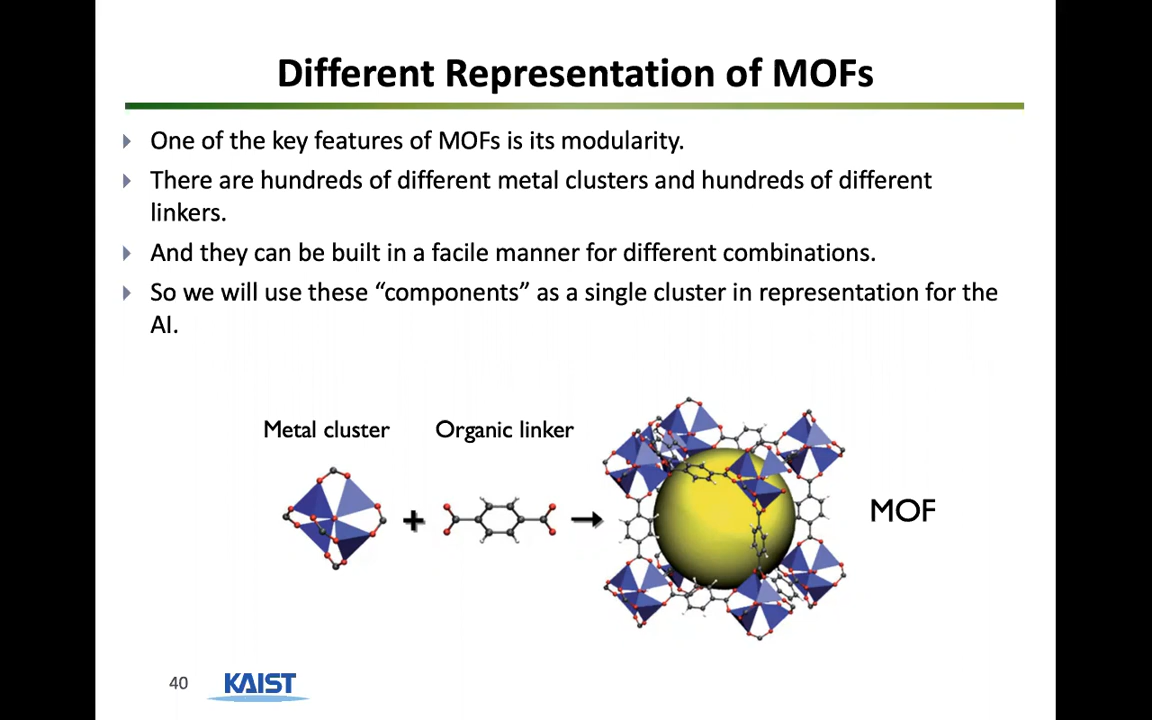 Different Representation of MOFs
One of the key features of MOFs is its modularity.
There are hundreds of different metal clusters and hundreds of different
linkers.
And they can be built in a facile manner for different combinations.
So we will use these “components” as a single cluster in representation for the
AI.
Metal cluster
Organic linker
+
MOF
40
KAIST